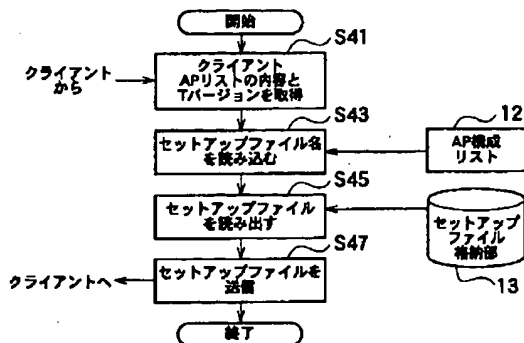 開始
S41
クライアント
から
クライアント
APリストの内容と
Tバージョンを取得
S43
セットアップファイル名
を読み込む
12
AP構成
リスト
S45
セットアップファイル
を読み出す
セットアップ
ファイル
格納部
13
S47
クライアントへ
セットアップファイルを
送信
終了